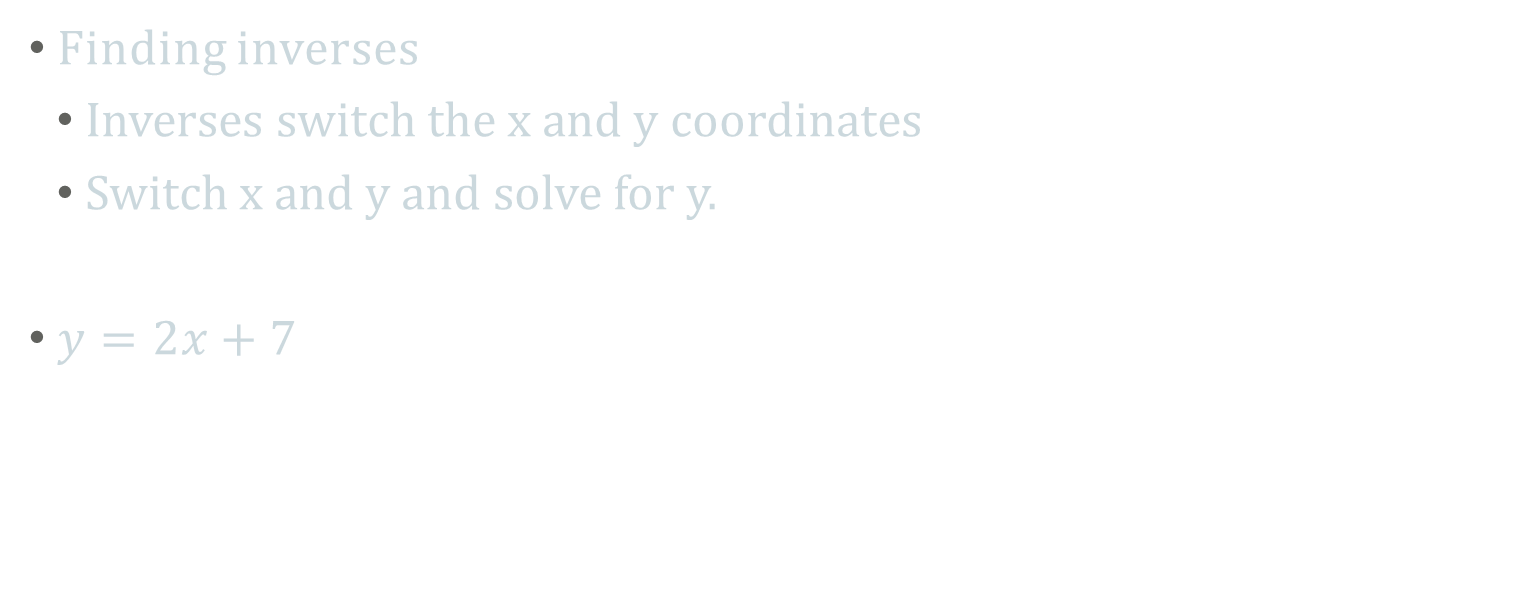 • Finding inverses
• Inverses switch the x and y coordinates
• Switch x and y and solve for y.
• y = 2x + 7